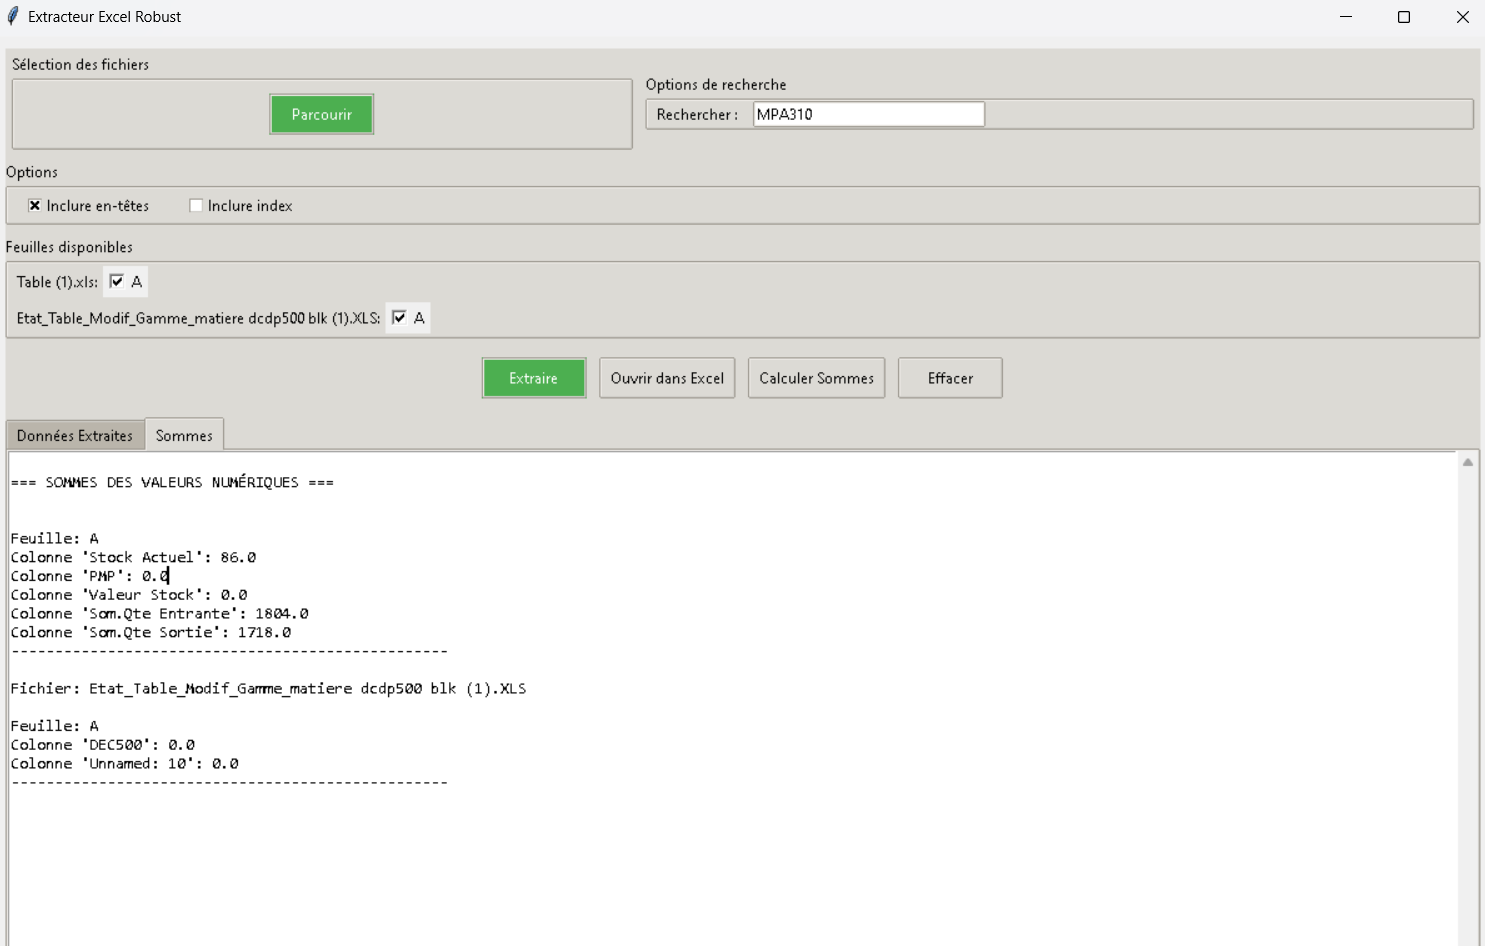 Extracteur Excel Robust
Sélection des fichiers
Parcourir
Options de recherche
Rechercher : MPA310
Options
Inclure en-têtes Inclure index
Feuilles disponibles
Table (1).xls: A
Etat_Table_Modif_Gamme_matiere dcdp500 blk (1).XLS: A
Extraire Ouvrir dans Excel Calculer Sommes Effacer
Données Extraites Sommes
=== SOMMES DES VALEURS NUMÉRIQUES ===
Feuille: A
Colonne 'Stock Actuel': 86.0
Colonne 'PMP': 0.0
Colonne 'Valeur Stock': 0.0
Colonne 'Som.Qte Entrante': 1804.0
Colonne 'Som.Qte Sortie': 1718.0
--------------------------------------------------
Fichier: Etat_Table_Modif_Gamme_matiere dcdp500 blk (1).XLS
Feuille: A
Colonne 'DEC500': 0.0
Colonne 'Unnamed: 10': 0.0
--------------------------------------------------